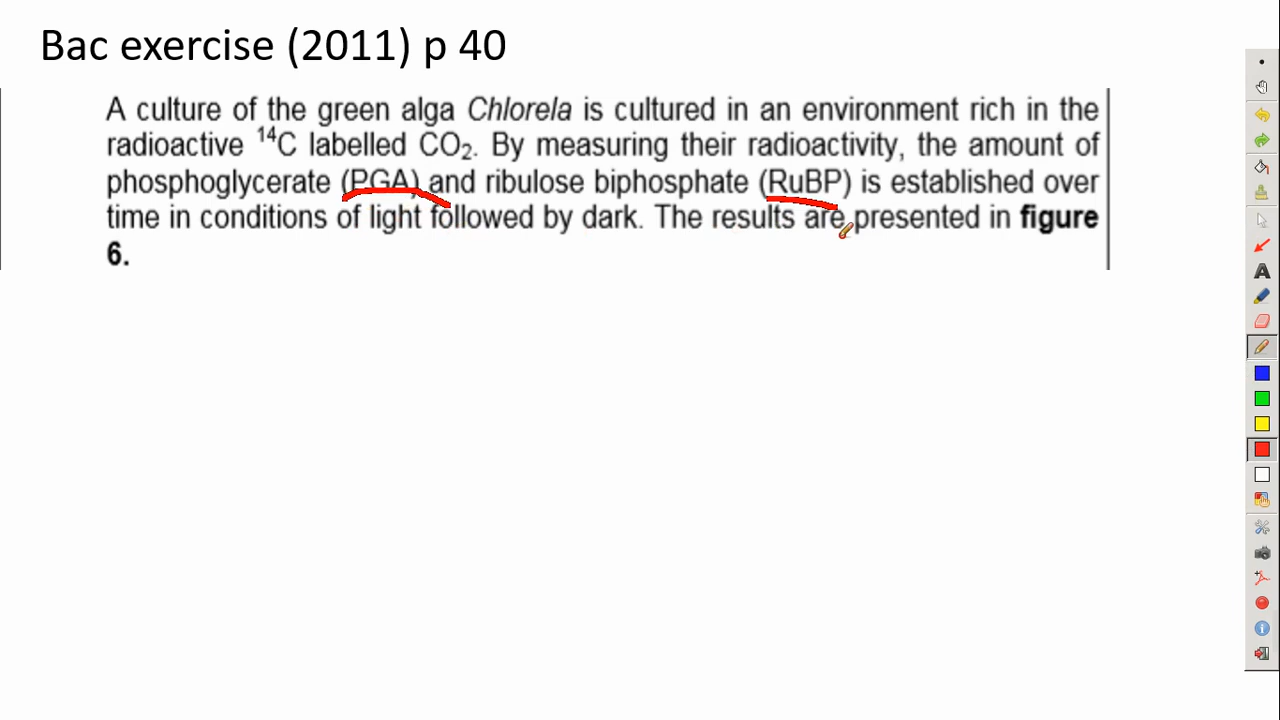 Bac exercise (2011) p 40
A culture of the green alga Chlorela is cultured in an environment rich in the
radioactive ¹⁴C labelled CO₂. By measuring their radioactivity, the amount of
phosphoglycerate (PGA) and ribulose biphosphate (RuBP) is established over
time in conditions of light followed by dark. The results are presented in figure
6.